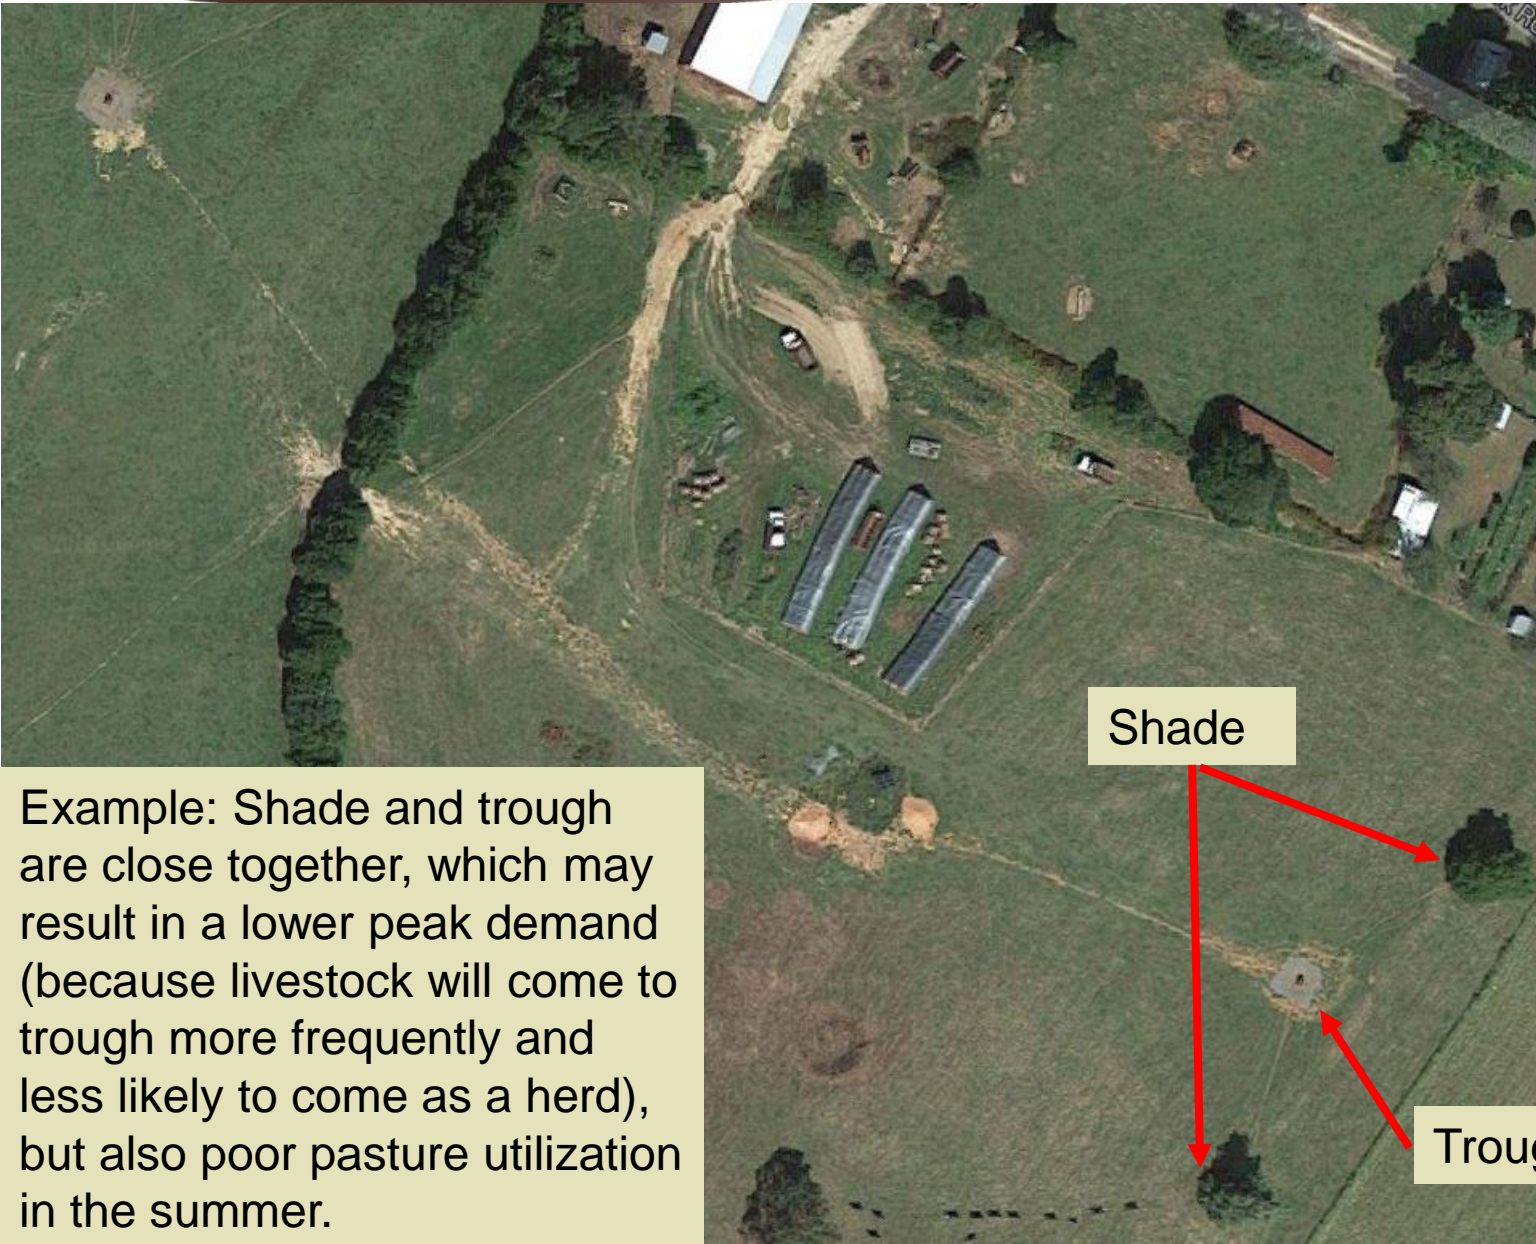 Shade
Example: Shade and trough
are close together, which may
result in a lower peak demand
(because livestock will come to
trough more frequently and
less likely to come as a herd),
but also poor pasture utilization
in the summer.